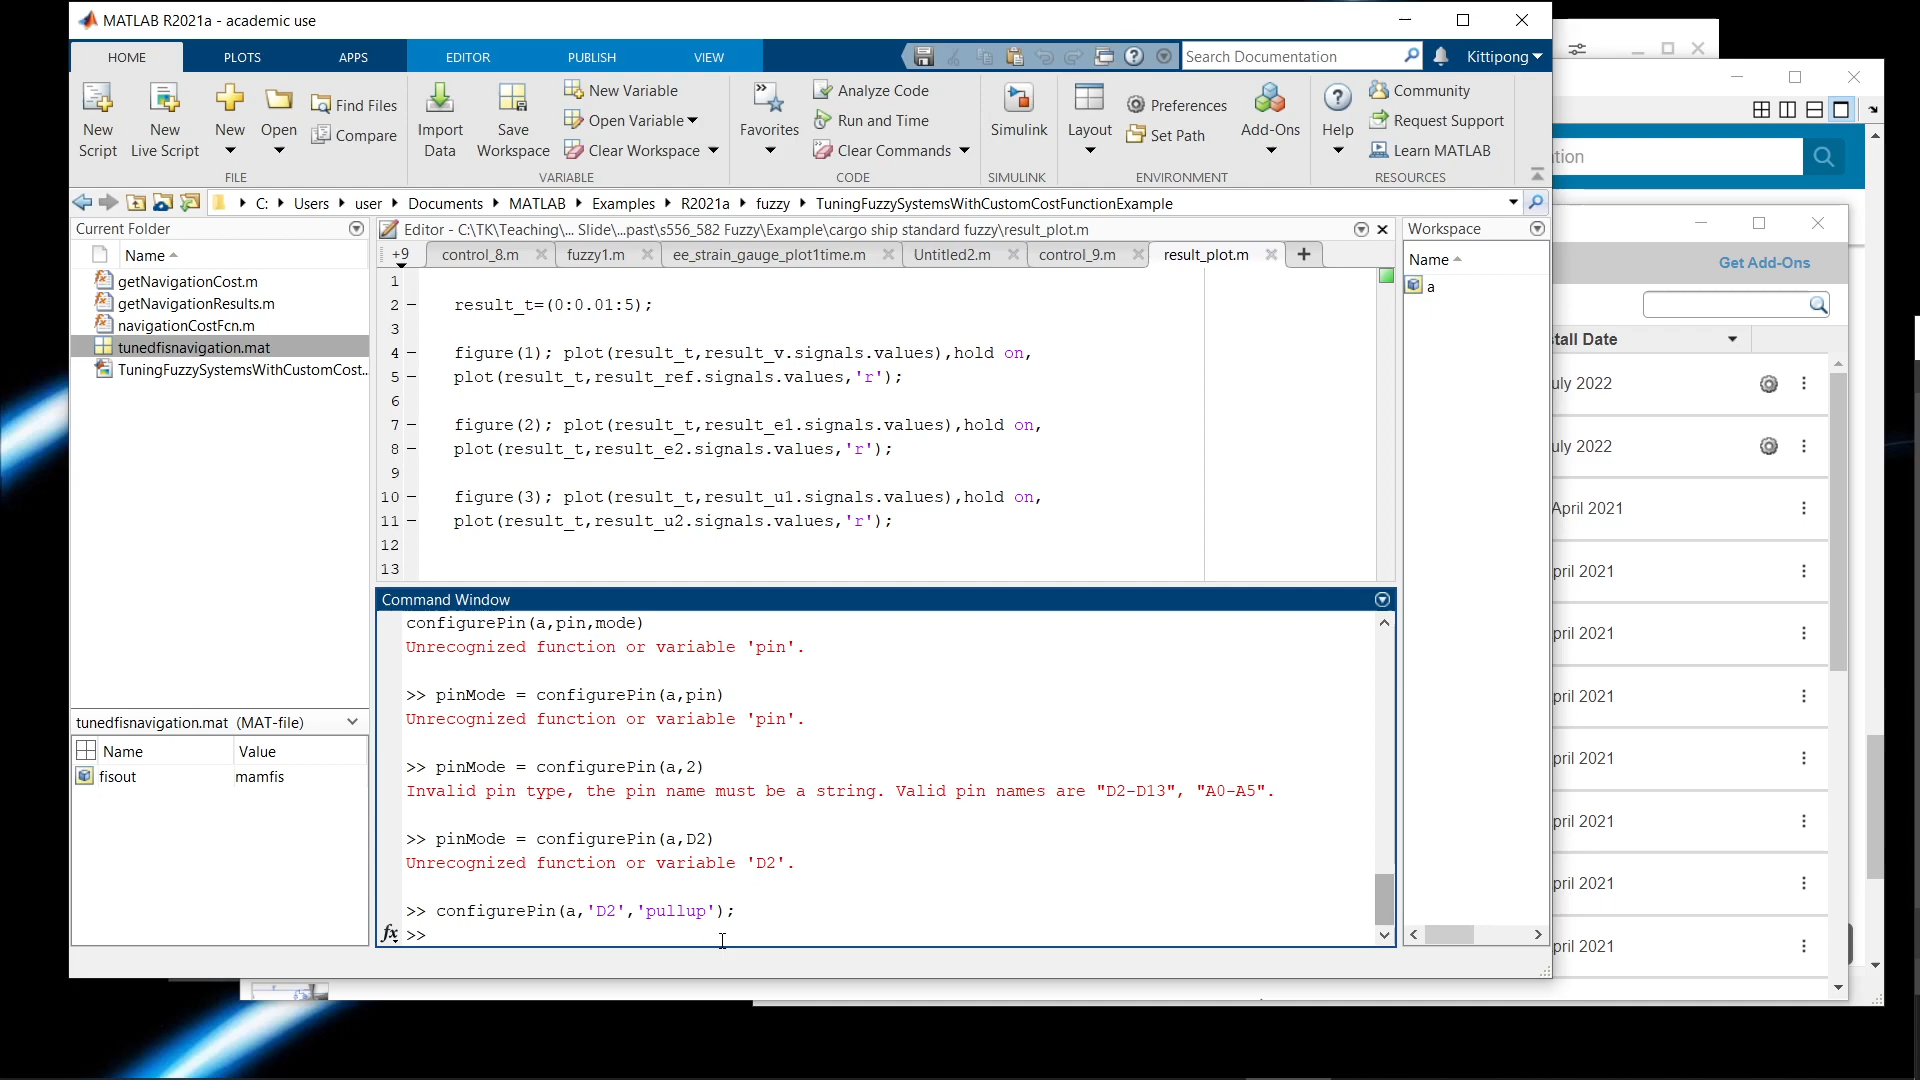 MATLAB R2021a - academic use
HOME
PLOTS
APPS
EDITOR
PUBLISH
VIEW
Search Documentation
Kittipong
New Script
New Live Script
New
Open
Find Files
Compare
FILE
Import Data
Save Workspace
New Variable
Open Variable
Clear Workspace
VARIABLE
Favorites
Analyze Code
Run and Time
Clear Commands
CODE
Simulink
SIMULINK
Layout
Preferences
Set Path
Add-Ons
ENVIRONMENT
Help
Community
Request Support
Learn MATLAB
RESOURCES
C: Users user Documents MATLAB Examples R2021a fuzzy TuningFuzzySystemsWithCustomCostFunctionExample
Current Folder
Name
getNavigationCost.m
getNavigationResults.m
navigationCostFcn.m
tunedfisnavigation.mat
TuningFuzzySystemsWithCustomCost..
tunedfisnavigation.mat (MAT-file)
Name Value
fisout mamfis
Editor - C:\TK\Teaching\... Slide\...past\s556_582 Fuzzy\Example\cargo ship standard fuzzy\result_plot.m
+9 control_8.m fuzzy1.m ee_strain_gauge_plot1time.m Untitled2.m control_9.m result_plot.m
1
2 – result_t=(0:0.01:5);
3
4 – figure(1); plot(result_t,result_v.signals.values),hold on,
5 – plot(result_t,result_ref.signals.values,'r');
6
7 – figure(2); plot(result_t,result_e1.signals.values),hold on,
8 – plot(result_t,result_e2.signals.values,'r');
9
10 – figure(3); plot(result_t,result_u1.signals.values),hold on,
11 – plot(result_t,result_u2.signals.values,'r');
12
13
Command Window
configurePin(a,pin,mode)
Unrecognized function or variable 'pin'.
>> pinMode = configurePin(a,pin)
Unrecognized function or variable 'pin'.
>> pinMode = configurePin(a,2)
Invalid pin type, the pin name must be a string. Valid pin names are "D2-D13", "A0-A5".
>> pinMode = configurePin(a,D2)
Unrecognized function or variable 'D2'.
>> configurePin(a,'D2','pullup');
fx >>
Workspace
Name
a
tion
Get Add-Ons
stall Date
uly 2022
uly 2022
April 2021
pril 2021
pril 2021
pril 2021
pril 2021
pril 2021
pril 2021
pril 2021